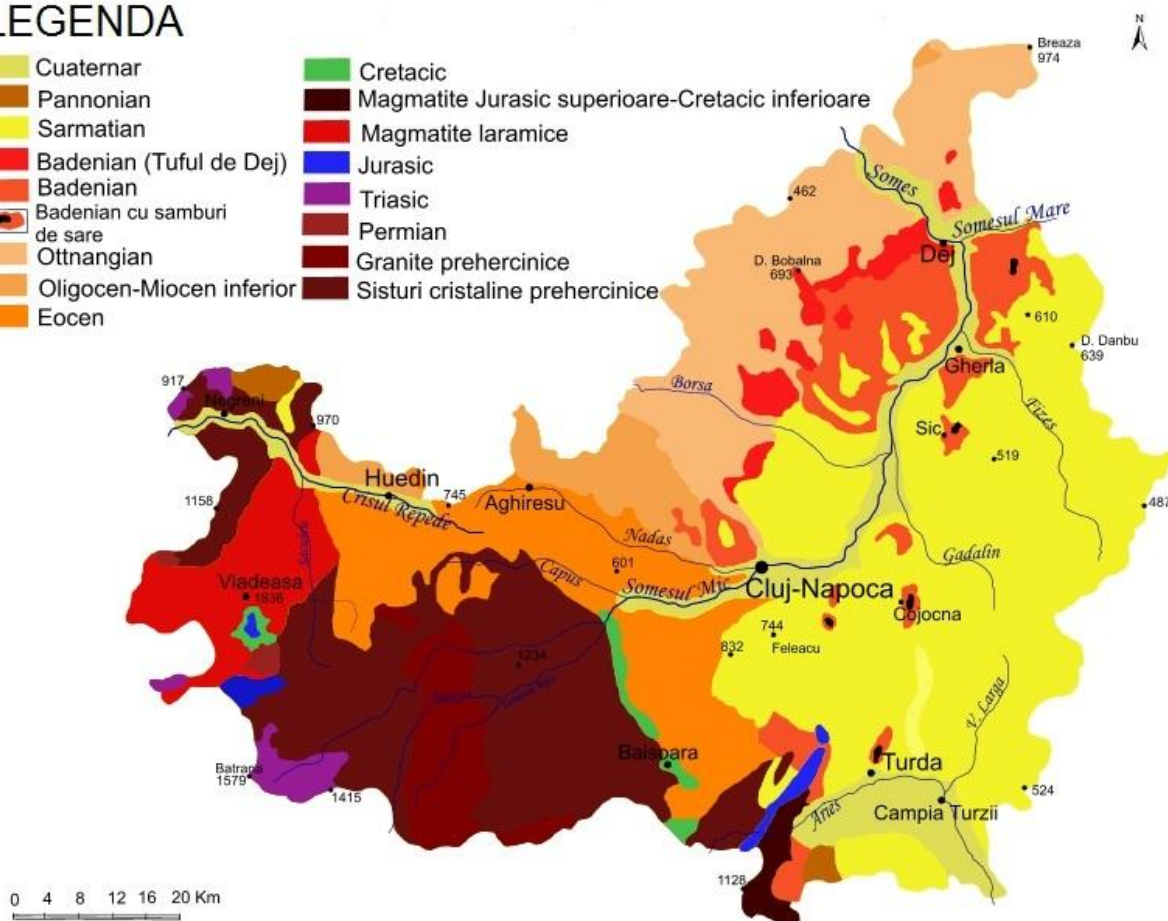 LEGENDA
Cuaternar
Pannonian
Sarmatian
Badenian (Tuful de Dej)
Badenian
Badenian cu samburi
de sare
Ottnangian
Oligocen-Miocen inferior
Eocen
Cretacic
Magmatite Jurasic superioare-Cretacic inferioare
Magmatite laramice
Jurasic
Triasic
Permian
Granite prehercinice
Sisturi cristaline prehercinice
N
Breaza
974
Somes
462
Somesul Mare
Dej
D. Bobalna
693
610
D. Danbu
639
Gherla
917
Negreni
970
Borsa
Fizes
Sic
519
Huedin
1158
Crisul Repede
745
Aghiresu
487
Nadas
Gadalin
601
Capus
Somesul Mic
Cluj-Napoca
Vladeasa
1836
Cojocna
744
Feleacu
832
1234
V. Larga
Baisoara
Batrana
1579
1415
Turda
524
Aries
Campia Turzii
1128
0 4 8 12 16 20 Km